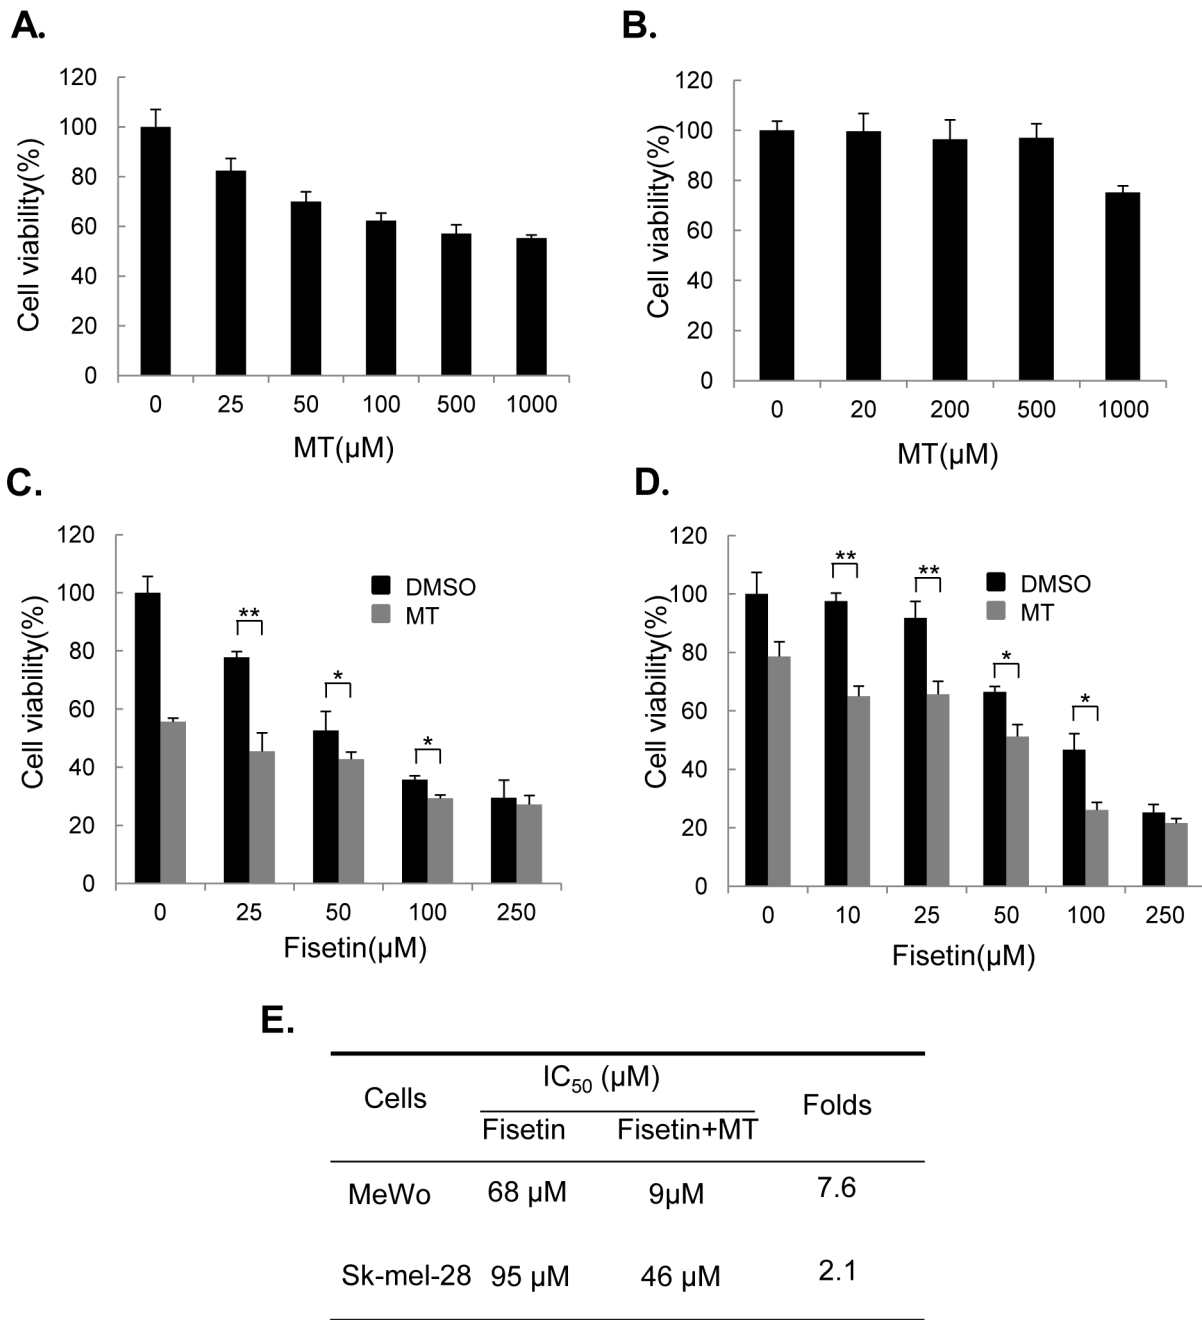 A.
120
100
80
60
40
20
0
Cell viability(%)
0 25 50 100 500 1000
MT(µM)
B.
120
100
80
60
40
20
0
Cell viability(%)
0 20 200 500 1000
MT(µM)
C.
120
100
80
60
40
20
0
Cell viability(%)
** * *
DMSO
MT
0 25 50 100 250
Fisetin(µM)
D.
120
100
80
60
40
20
0
Cell viability(%)
** ** * *
DMSO
MT
0 10 25 50 100 250
Fisetin(µM)
E.
Cells IC50 (µM) Folds
Fisetin Fisetin+MT
MeWo 68 µM 9µM 7.6
Sk-mel-28 95 µM 46 µM 2.1